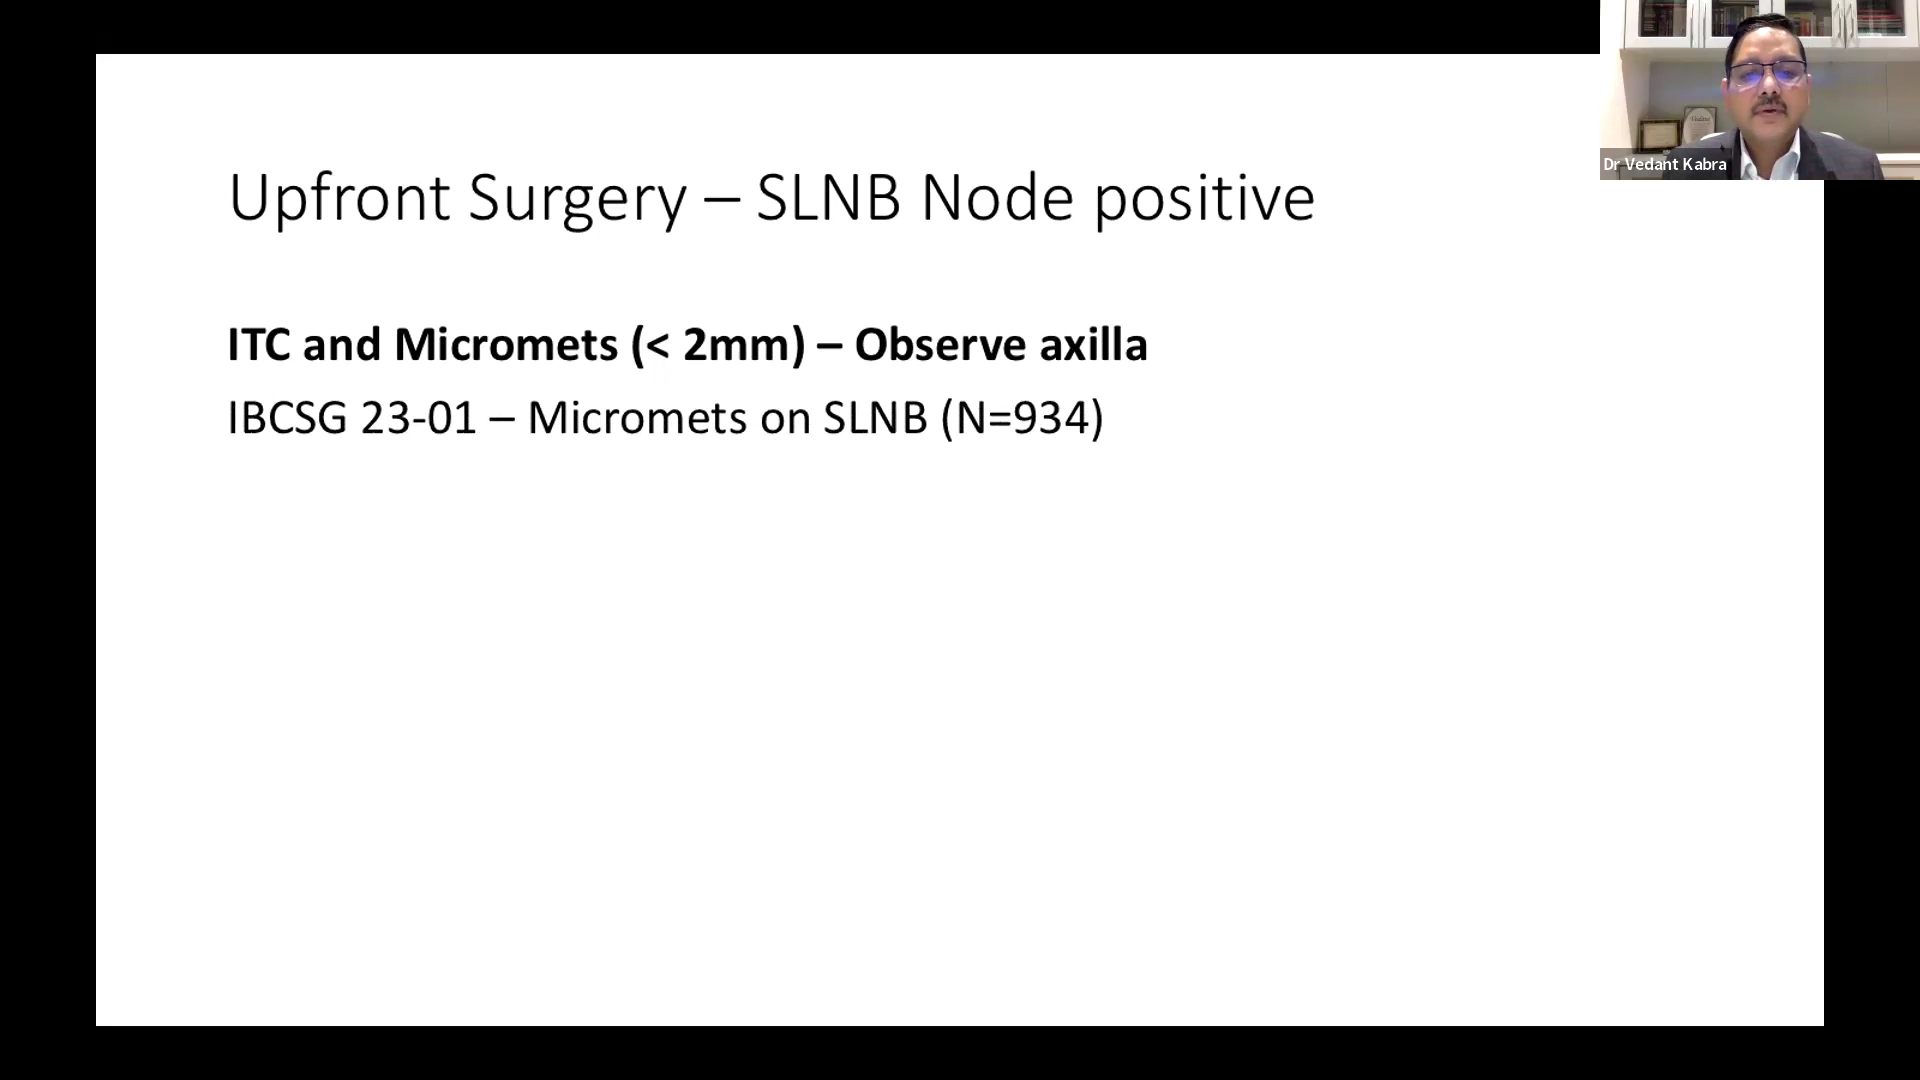 Upfront Surgery – SLNB Node positive
ITC and Micromets (< 2mm) – Observe axilla
IBCSG 23-01 – Micromets on SLNB (N=934)
Dr Vedant Kabra